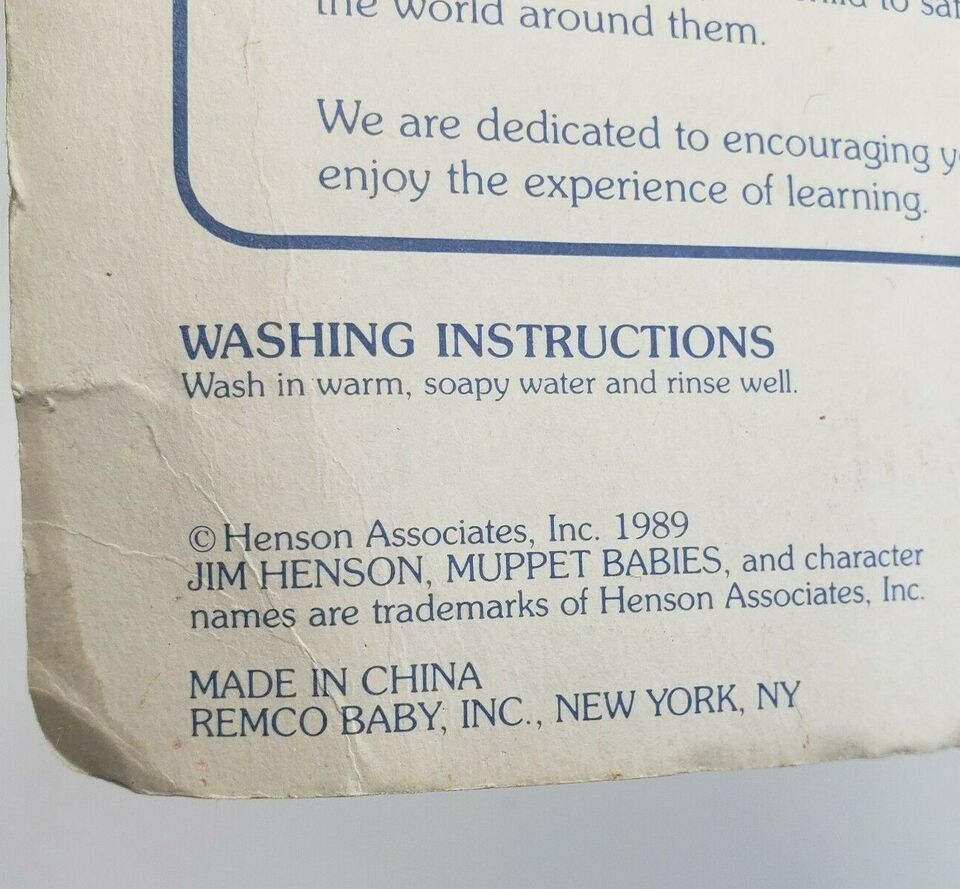 to
the world around them.
We are dedicated to encouraging
enjoy the experience of learning.
WASHING INSTRUCTIONS
Wash in warm, soapy water and rinse well.
© Henson Associates, Inc. 1989
JIM HENSON, MUPPET BABIES, and character
names are trademarks of Henson Associates, Inc.
MADE IN CHINA
REMCO BABY, INC., NEW YORK, NY